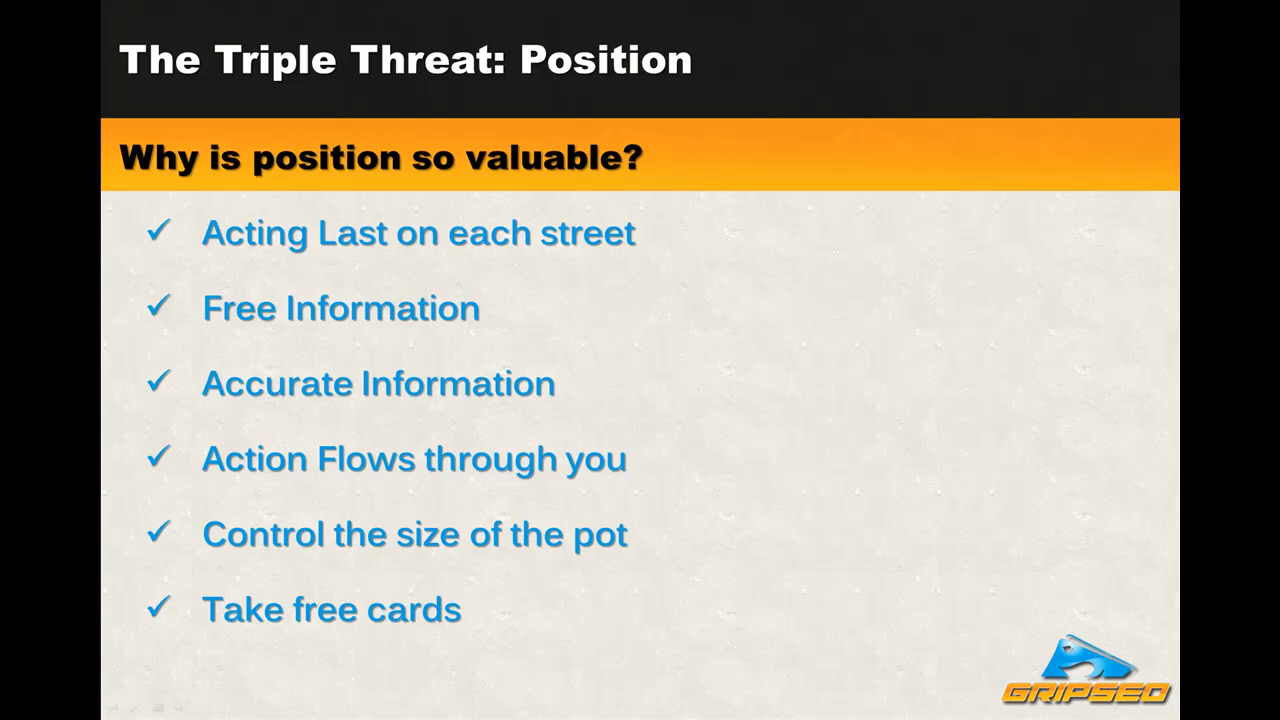 The Triple Threat: Position
Why is position so valuable?
✓ Acting Last on each street
✓ Free Information
✓ Accurate Information
✓ Action Flows through you
✓ Control the size of the pot
✓ Take free cards
GRIPSED